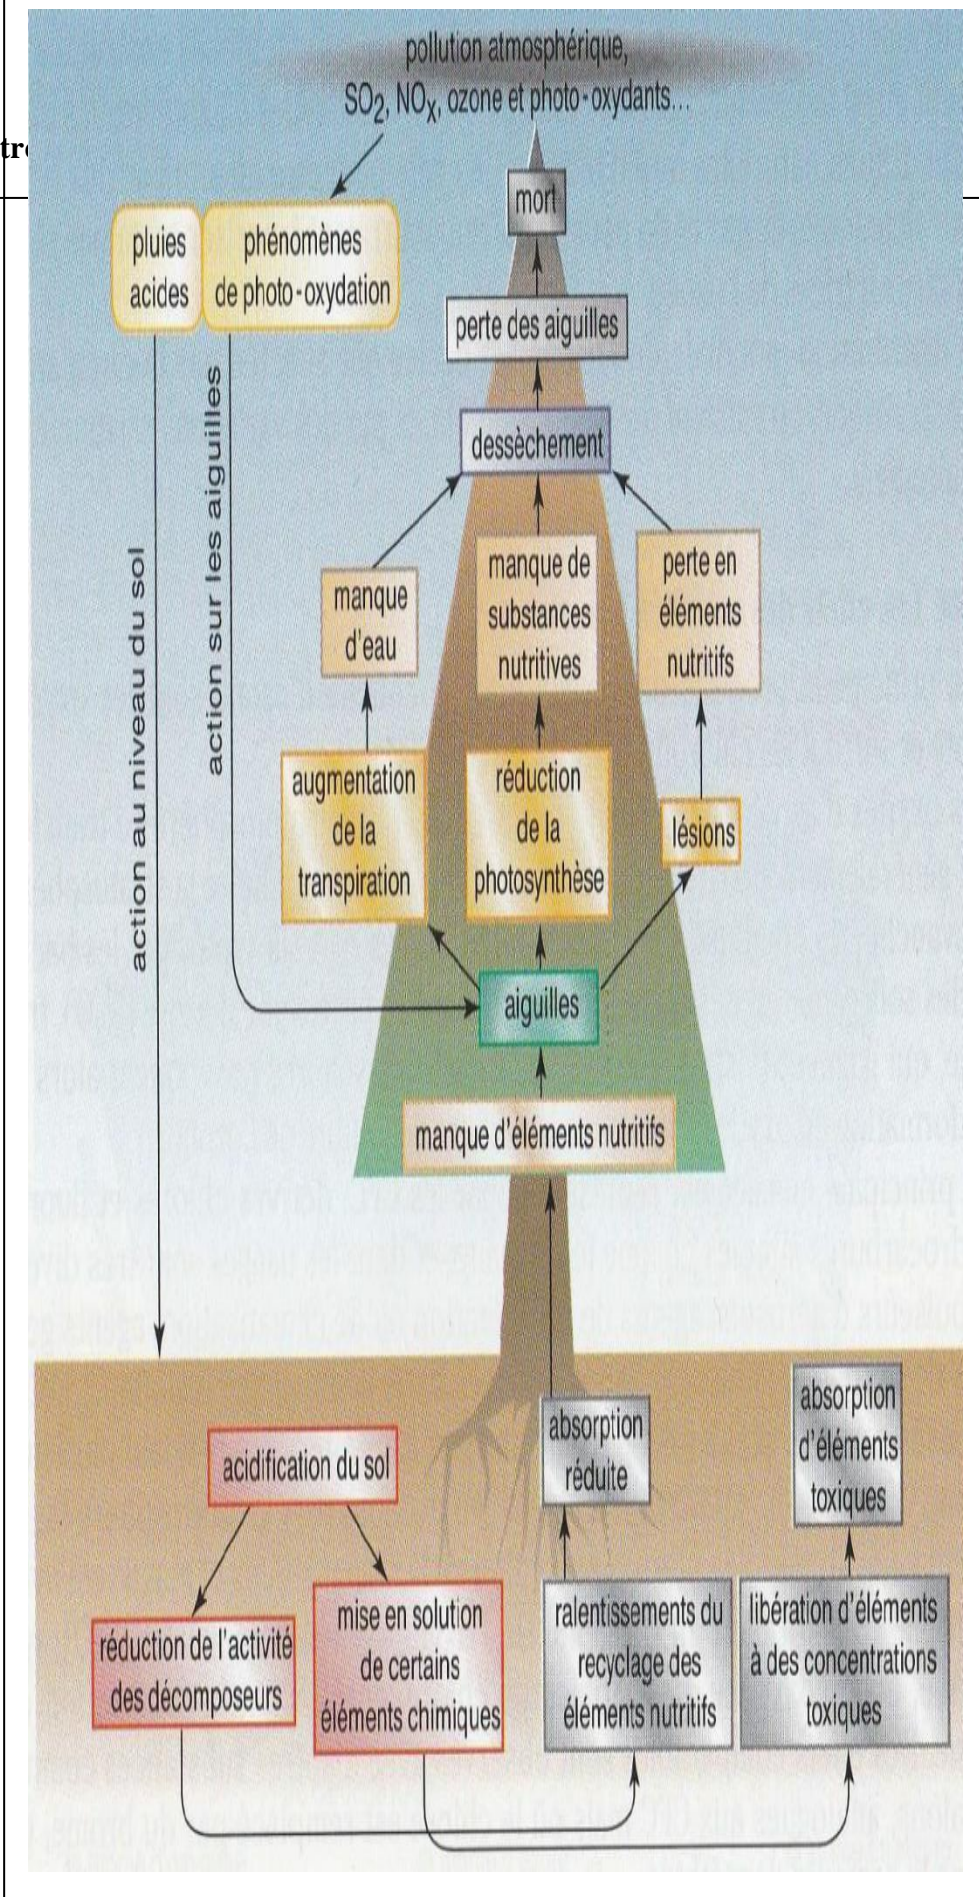 pollution atmosphérique,
SO2, NOx, ozone et photo-oxydants...
mort
pluies
acides
phénomènes
de photo-oxydation
perte des aiguilles
dessèchement
action sur les aiguilles
action au niveau du sol
manque
d'eau
manque de
substances
nutritives
perte en
éléments
nutritifs
augmentation
de la
transpiration
réduction
de la
photosynthèse
lésions
aiguilles
manque d'éléments nutritifs
absorption
réduite
absorption
d'éléments
toxiques
acidification du sol
réduction de l'activité
des décomposeurs
mise en solution
de certains
éléments chimiques
ralentissements du
recyclage des
éléments nutritifs
libération d'éléments
à des concentrations
toxiques